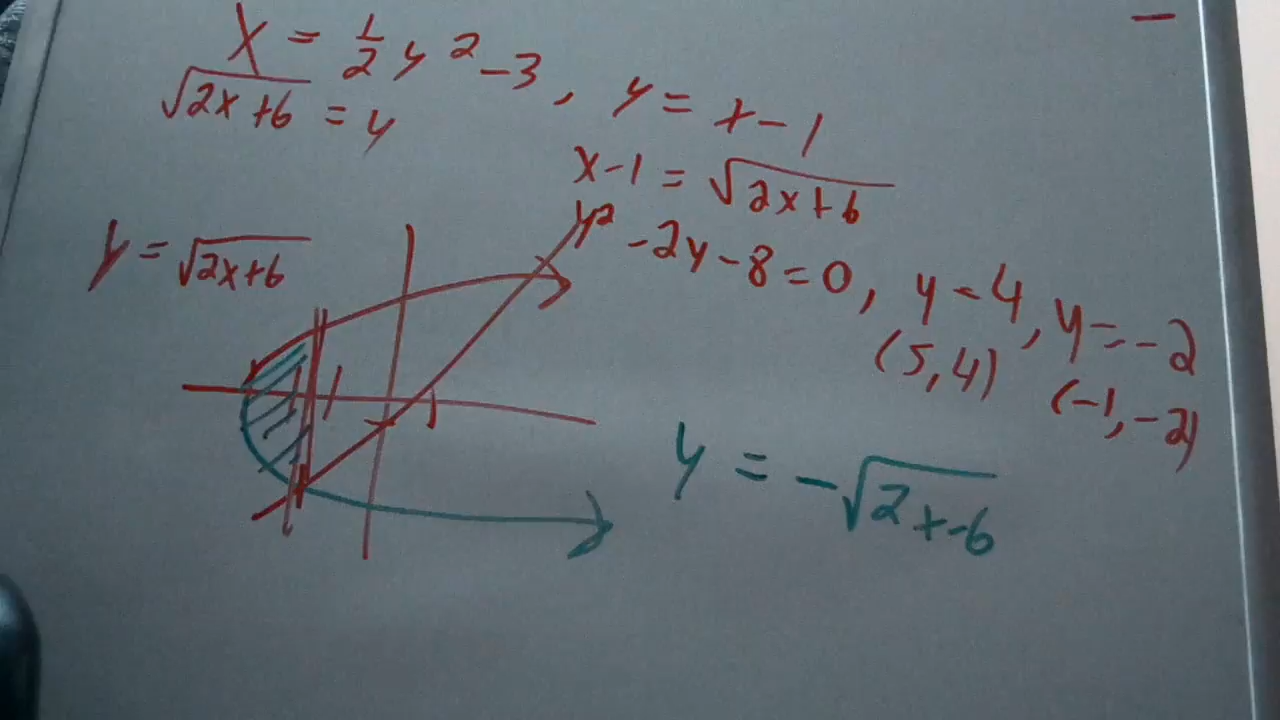 x = 1/2 y² - 3, y = x - 1
√(2x+6) = y
x - 1 = √(2x+6)
y² - 2y - 8 = 0, y = 4, y = -2
y = √(2x+6)
(5, 4) (-1, -2)
y = -√(2x-6)